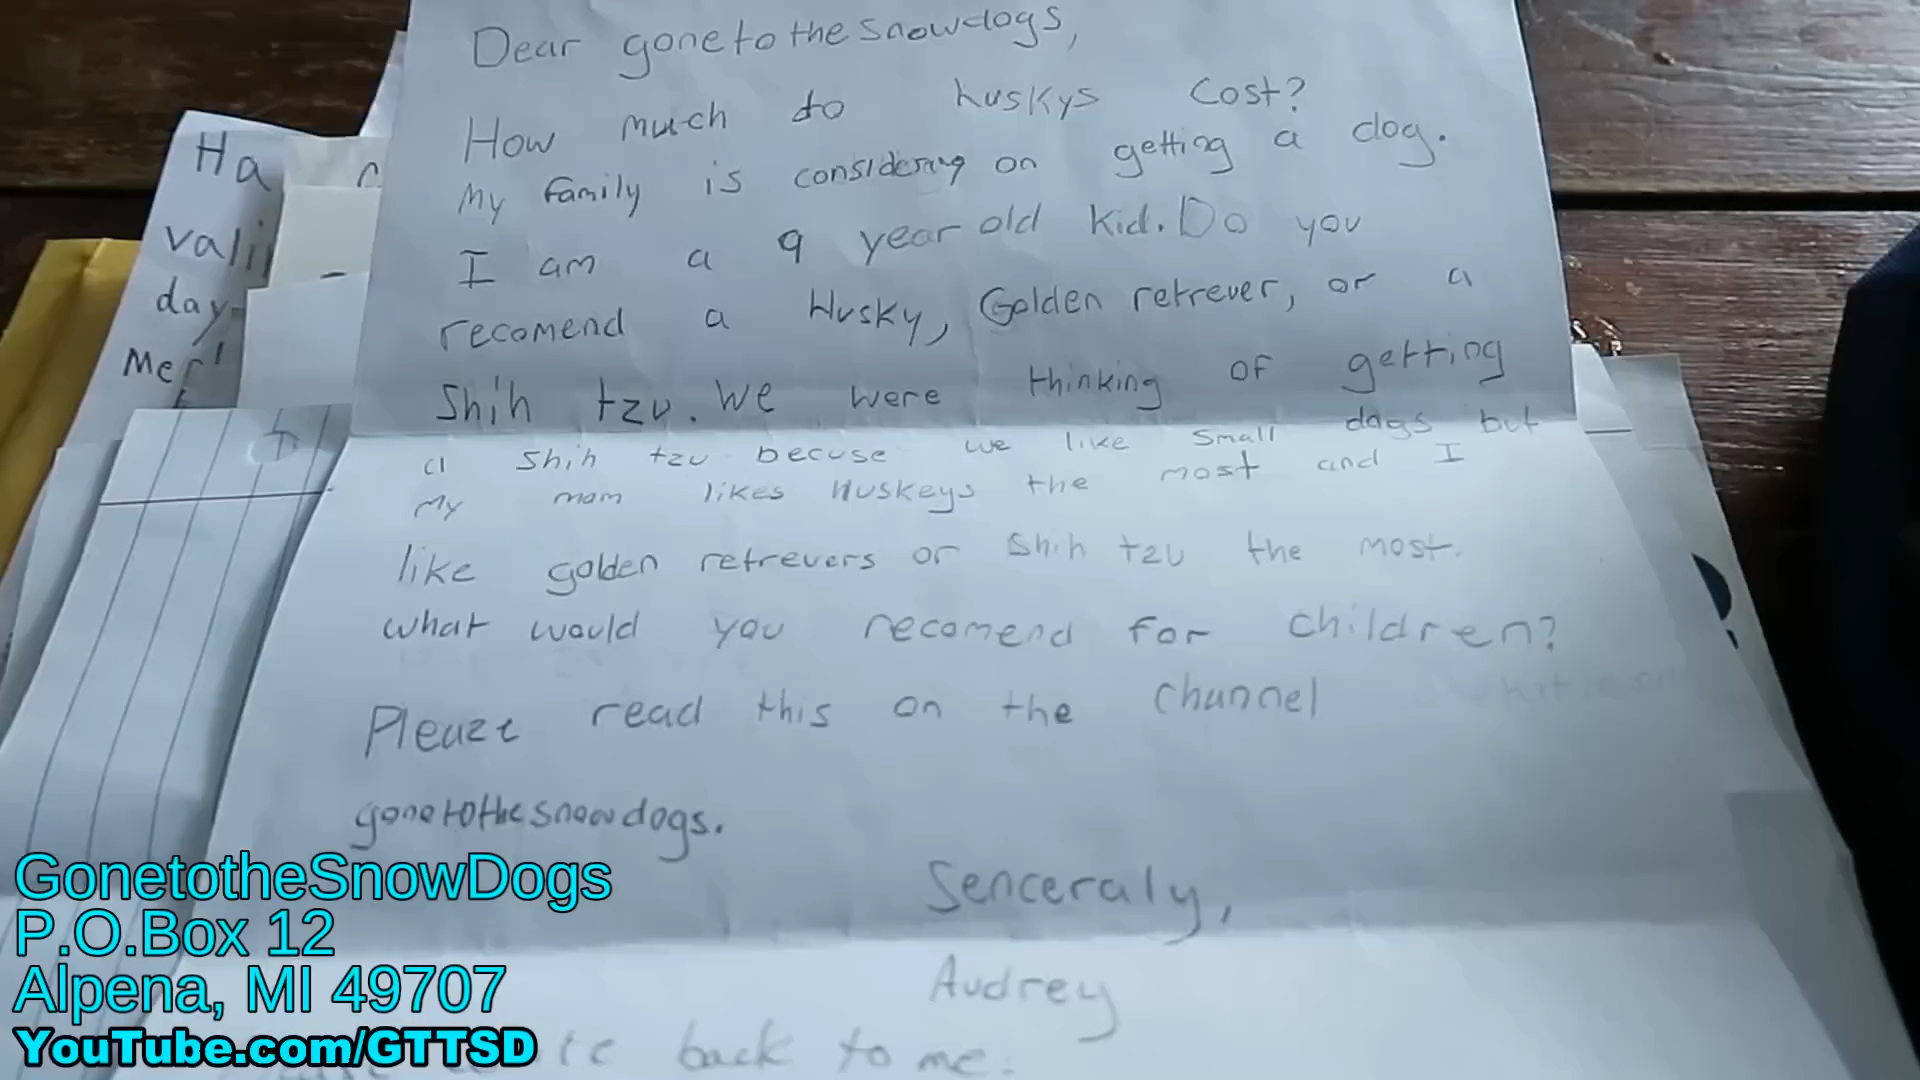 Dear gonetothesnowdogs,
How much do huskys cost?
My family is considering on getting a dog.
I am a 9 year old kid. Do you
recomend a Husky, Golden retrever, or a
Shih tzu. We were thinking of getting
a Shih tzu becuse we like small dogs but
My mom likes Huskeys the most and I
like golden retrevers or Shih tzu the most.
what would you recomend for children?
Pleaze read this on the channel
gonetothesnowdogs.
Senceraly,
Audrey
back to me.
Ha
vali
day
Mer
GonetotheSnowDogs
P.O.Box 12
Alpena, MI 49707
YouTube.com/GTTSD